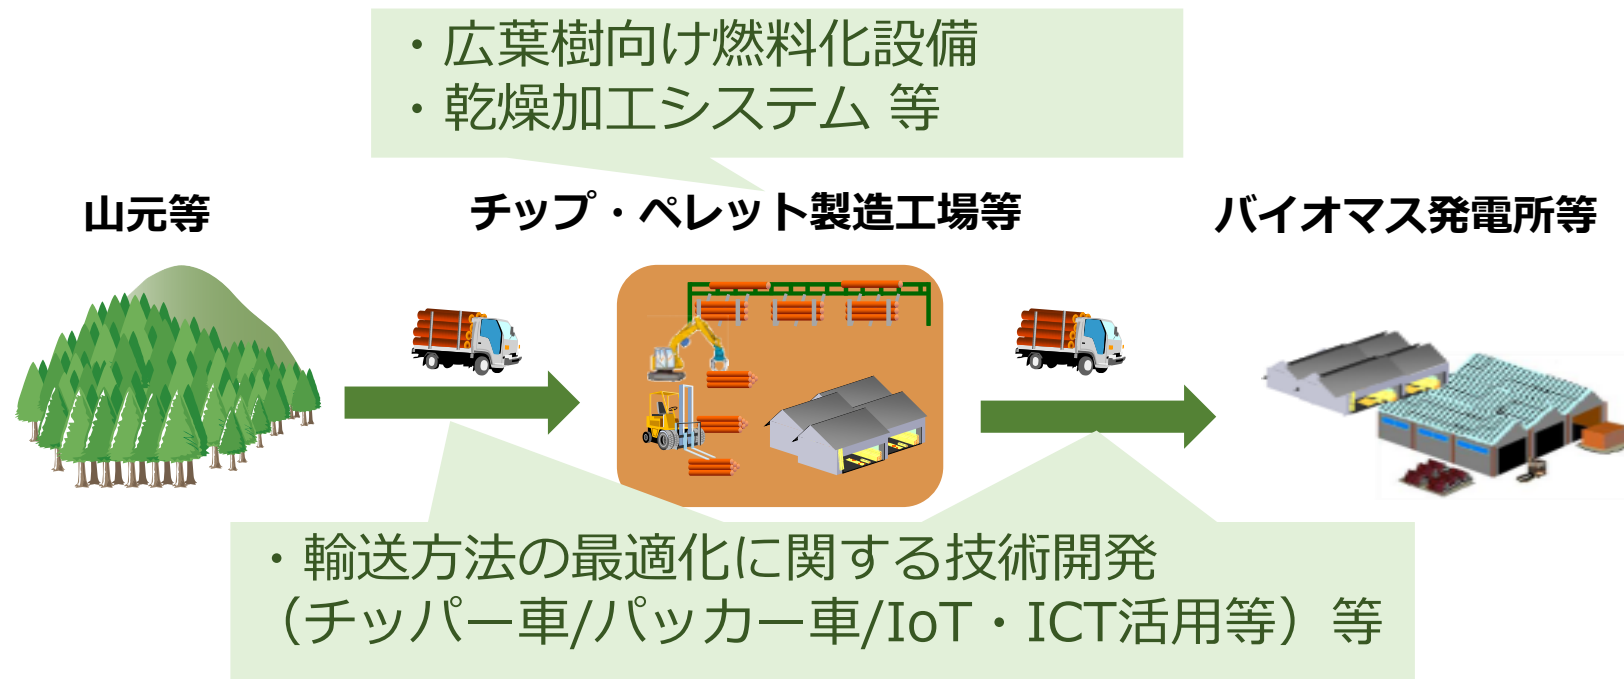 ・広葉樹向け燃料化設備
・乾燥加工システム 等
山元等
チップ・ペレット製造工場等
バイオマス発電所等
・輸送方法の最適化に関する技術開発
（チッパー車/パッカー車/IoT・ICT活用等）等